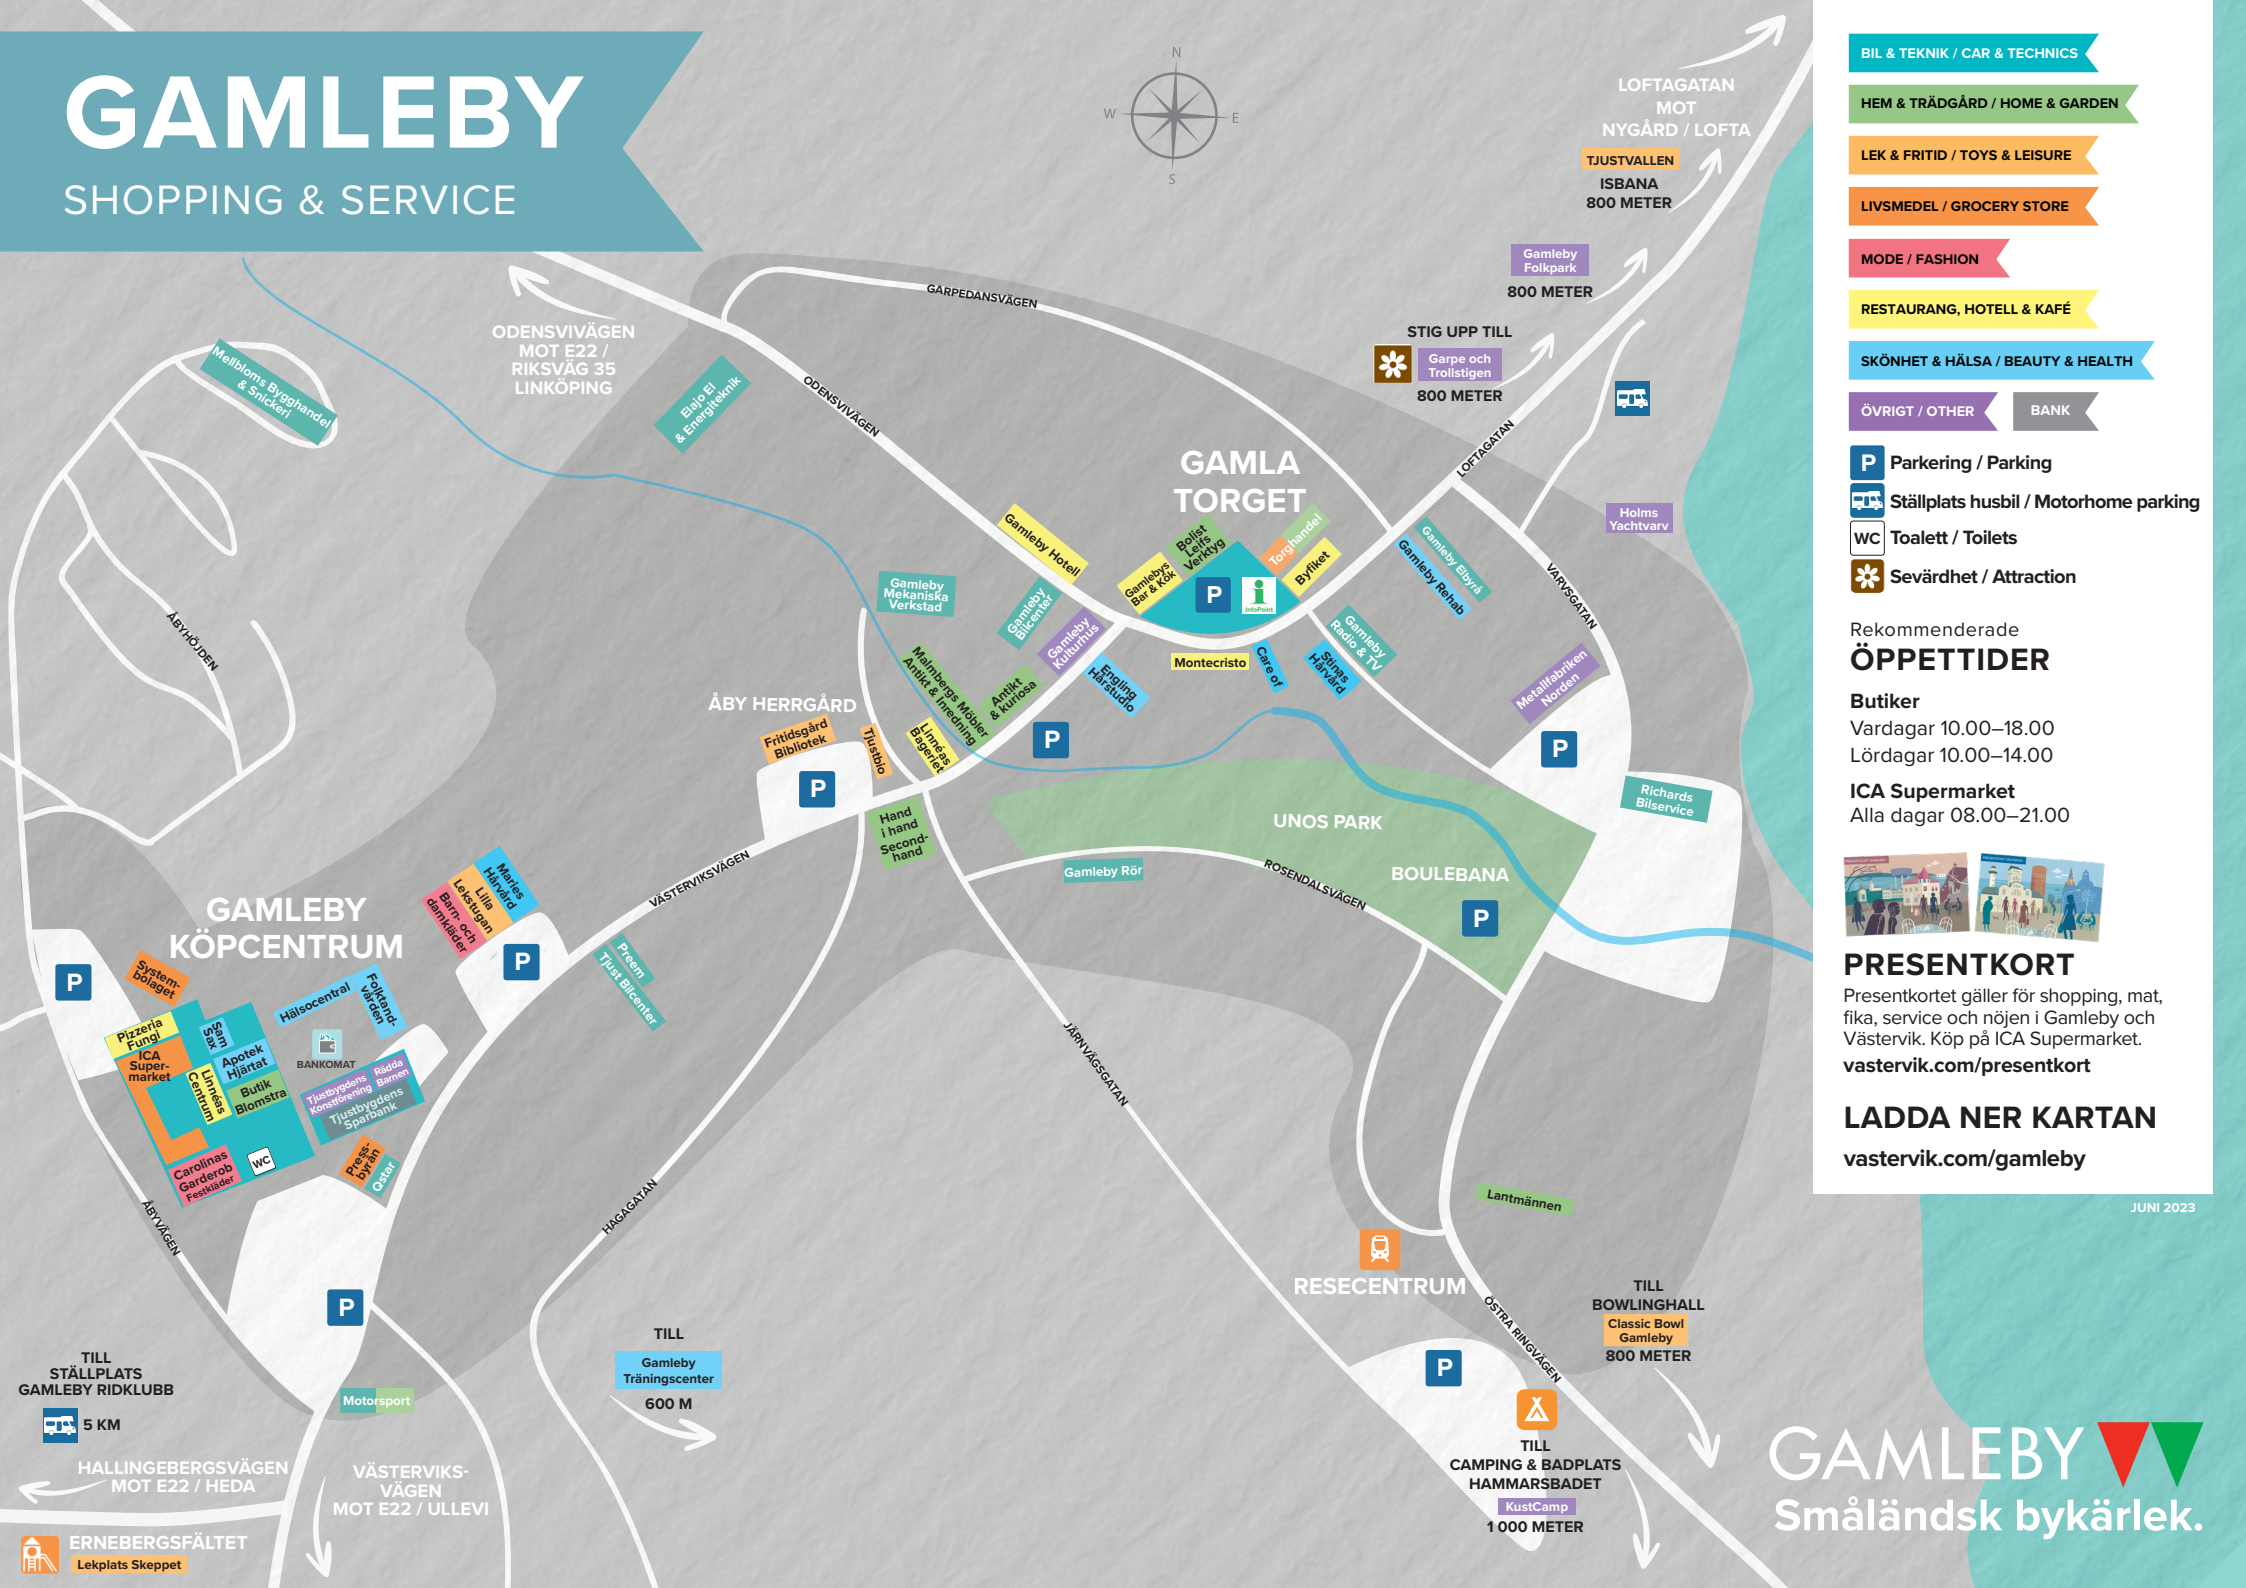 GAMLEBY
SHOPPING & SERVICE
N
W
E
S
LOFTAGATAN
MOT
NYGÅRD / LOFTA
TJUSTVALLEN
ISBANA
800 METER
Gamleby
Folkpark
800 METER
STIG UPP TILL
Garpe och
Trollstigen
800 METER
ODENSVIVÄGEN
MOT E22 /
RIKSVÄG 35
LINKÖPING
GARPEDANSVÄGEN
Mellbloms Bygghandel
& Snickeri
Elajo El
& Energiteknik
ODENSVIVÄGEN
LOFTAGATAN
GAMLA
TORGET
Gamleby Hotell
Gamlebys
Bar & Kök
Bolist
Leifs
Verktyg
Torghandel
Byfiket
P
i
InfoPoint
Gamleby Elbyrå
Gamleby Rehab
Holms
Yachtvarv
VARVSGATAN
Gamleby
Mekaniska
Verkstad
Gamleby
Bilcenter
Gamleby
Kulturhus
Engling
Hårstudio
Montecristo
Care of
Stinas
Hårvård
Gamleby
Radio & TV
Metallfabriken
Norden
P
Richards
Bilservice
ÅBYHÖJDEN
Malmbergs Möbler
Antikt & Inredning
Antikt
& kuriosa
P
ÅBY HERRGÅRD
Fritidsgård
Bibliotek
Tjustbio
Linnéas
Bageriet
P
Hand
i hand
Second-
hand
UNOS PARK
BOULEBANA
P
Gamleby Rör
ROSENDALSVÄGEN
VÄSTERVIKSVÄGEN
GAMLEBY
KÖPCENTRUM
Barn- och
damkläder
Lilla
Lekstugan
Maries
Hårvård
P
Preem
Tjust Bilcenter
P
System-
bolaget
Hälsocentral
Folktand-
vården
Pizzeria
Fungi
ICA
Super-
market
Sam
Sax
Apotek
Hjärtat
Linnéas
Centrum
Butik
Blomstra
BANKOMAT
Tjustbygdens
Konstförening
Rädda
Barnen
Tjustbygdens
Sparbank
Carolinas
Garderob
Festkläder
WC
Press-
byrån
Qstar
ÅBYVÄGEN
HAGAGATAN
JÄRNVÄGSGATAN
P
Motorsport
TILL
STÄLLPLATS
GAMLEBY RIDKLUBB
5 KM
HALLINGEBERGSVÄGEN
MOT E22 / HEDA
VÄSTERVIKS-
VÄGEN
MOT E22 / ULLEVI
ERNEBERGSFÄLTET
Lekplats Skeppet
TILL
Gamleby
Träningscenter
600 M
Lantmännen
RESECENTRUM
ÖSTRA RINGVÄGEN
TILL
BOWLINGHALL
Classic Bowl
Gamleby
800 METER
P
TILL
CAMPING & BADPLATS
HAMMARSBADET
KustCamp
1 000 METER
BIL & TEKNIK / CAR & TECHNICS
HEM & TRÄDGÅRD / HOME & GARDEN
LEK & FRITID / TOYS & LEISURE
LIVSMEDEL / GROCERY STORE
MODE / FASHION
RESTAURANG, HOTELL & KAFÉ
SKÖNHET & HÄLSA / BEAUTY & HEALTH
ÖVRIGT / OTHER
BANK
P Parkering / Parking
Ställplats husbil / Motorhome parking
WC Toalett / Toilets
Sevärdhet / Attraction
Rekommenderade
ÖPPETTIDER
Butiker
Vardagar 10.00–18.00
Lördagar 10.00–14.00
ICA Supermarket
Alla dagar 08.00–21.00
PRESENTKORT
Presentkortet gäller för shopping, mat,
fika, service och nöjen i Gamleby och
Västervik. Köp på ICA Supermarket.
vastervik.com/presentkort
LADDA NER KARTAN
vastervik.com/gamleby
JUNI 2023
GAMLEBY
Småländsk bykärlek.